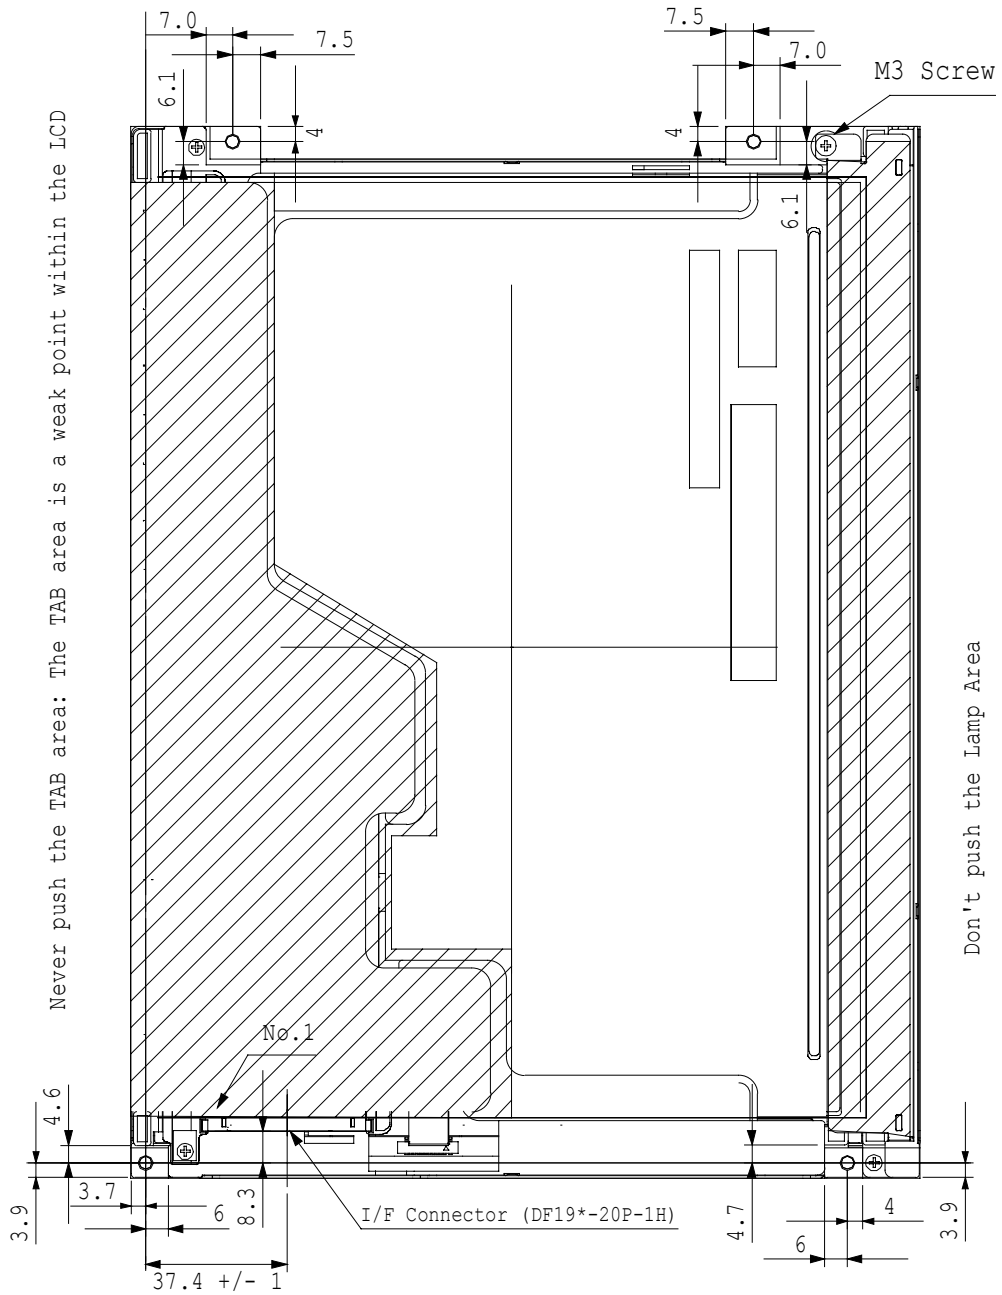 7.0
7.5
7.5
7.0
M3 Screw
6.1
4
4
6.1
Never push the TAB area: The TAB area is a weak point within the LCD
Don't push the Lamp Area
No.1
4.6
3.7
3.9
6
8.3
I/F Connector (DF19*-20P-1H)
4.7
4
3.9
6
37.4 +/- 1